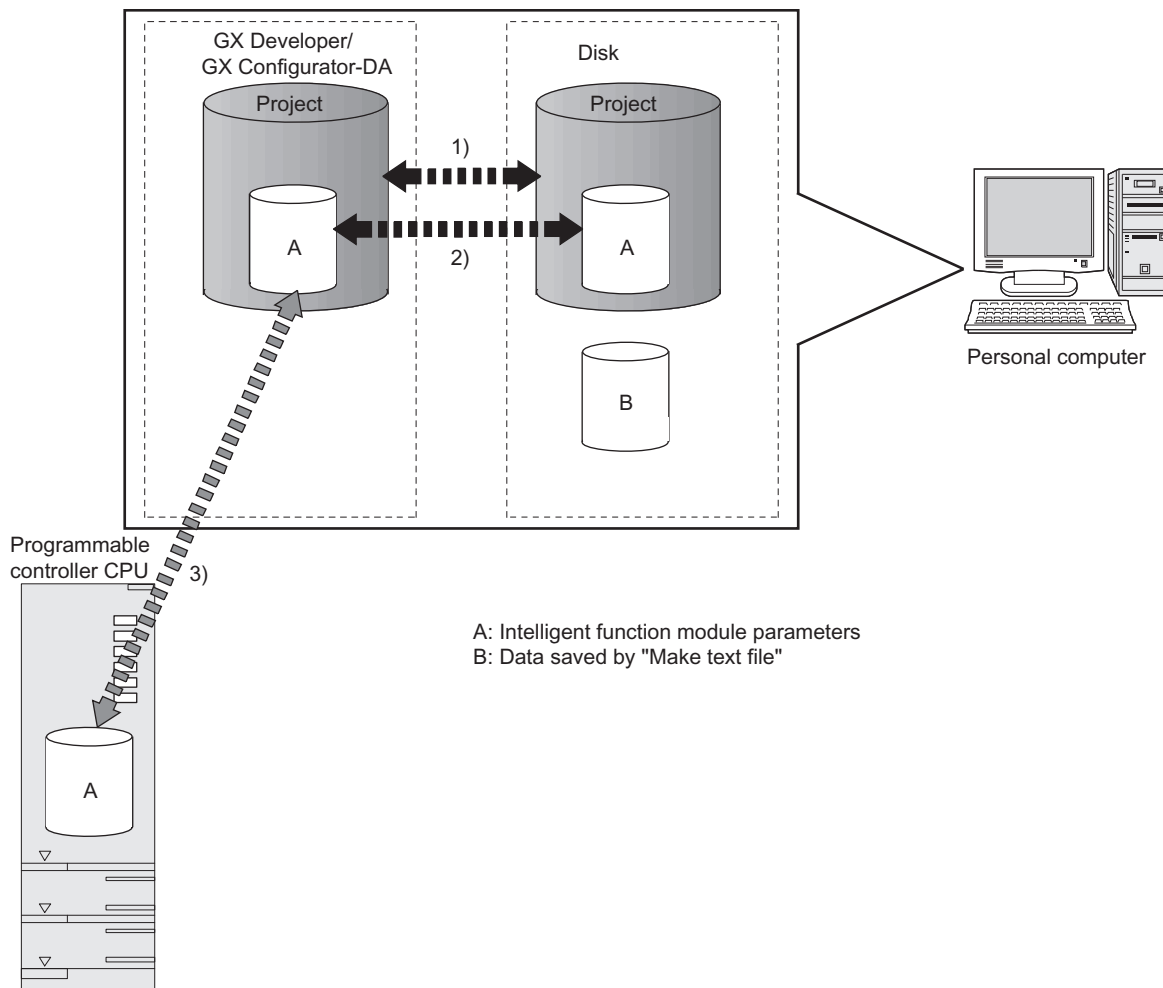 GX Developer/
GX Configurator-DA
Disk
Project
Project
1)
A
2)
A
B
Personal computer
Programmable
controller CPU
3)
A
A: Intelligent function module parameters
B: Data saved by "Make text file"